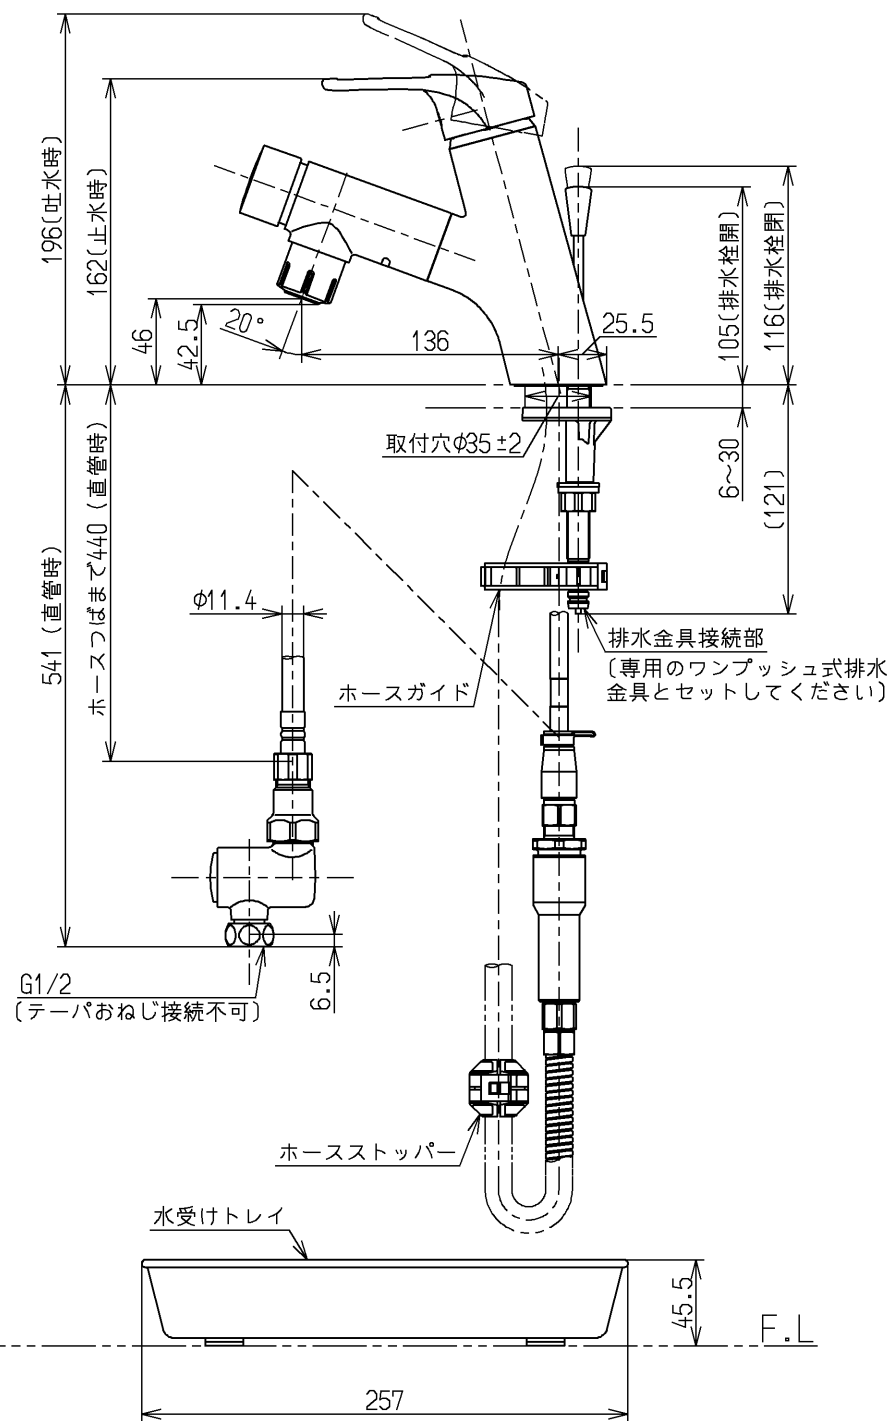 196(吐水時)
162(止水時)
46
42.5
20°
136
25.5
105(排水栓開)
116(排水栓閉)
取付穴φ35±2
6~30
(121)
541 (直管時)
ホースつばまで440 (直管時)
φ11.4
ホースガイド
排水金具接続部
(専用のワンプッシュ式排水
金具とセットしてください)
G1/2
(テーパおねじ接続不可)
6.5
ホースストッパー
水受けトレイ
45.5
F.L
257